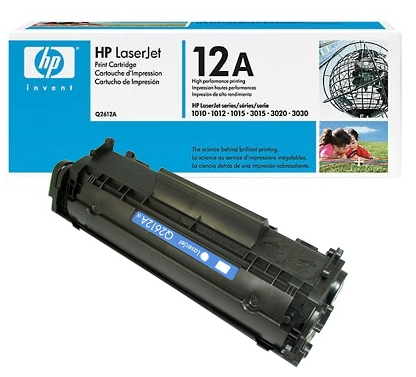 hp
invent
HP LaserJet
Print Cartridge
Cartouche d'Impression
Cartucho de Impresión
Q2612A
12A
High performance printing
Impression hautes performances
Impresión de alto rendimiento
HP LaserJet series/séries/serie
1010 · 1012 · 1015 · 3015 · 3020 · 3030
The science behind brilliant printing.
La science au service d'impressions inégalables.
La ciencia detrás de una impresión sobresaliente.
Q2612A
LaserJet
hp